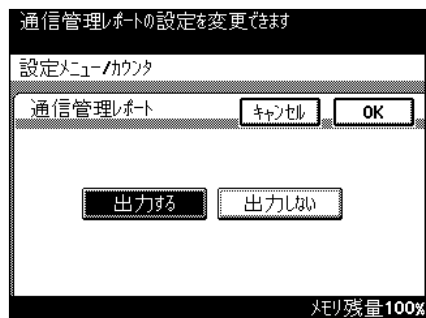 通信管理レポートの設定を変更できます
設定メニュー/カウンタ
通信管理レポート キャンセル OK
出力する 出力しない
メモリ残量100%